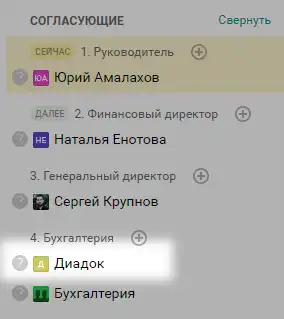 СОГЛАСУЮЩИЕ Свернуть
СЕЙЧАС 1. Руководитель
? ЮА Юрий Амалахов
ДАЛЕЕ 2. Финансовый директор
? НЕ Наталья Енотова
3. Генеральный директор
? Сергей Крупнов
4. Бухгалтерия
? Д Диадок
? Бухгалтерия